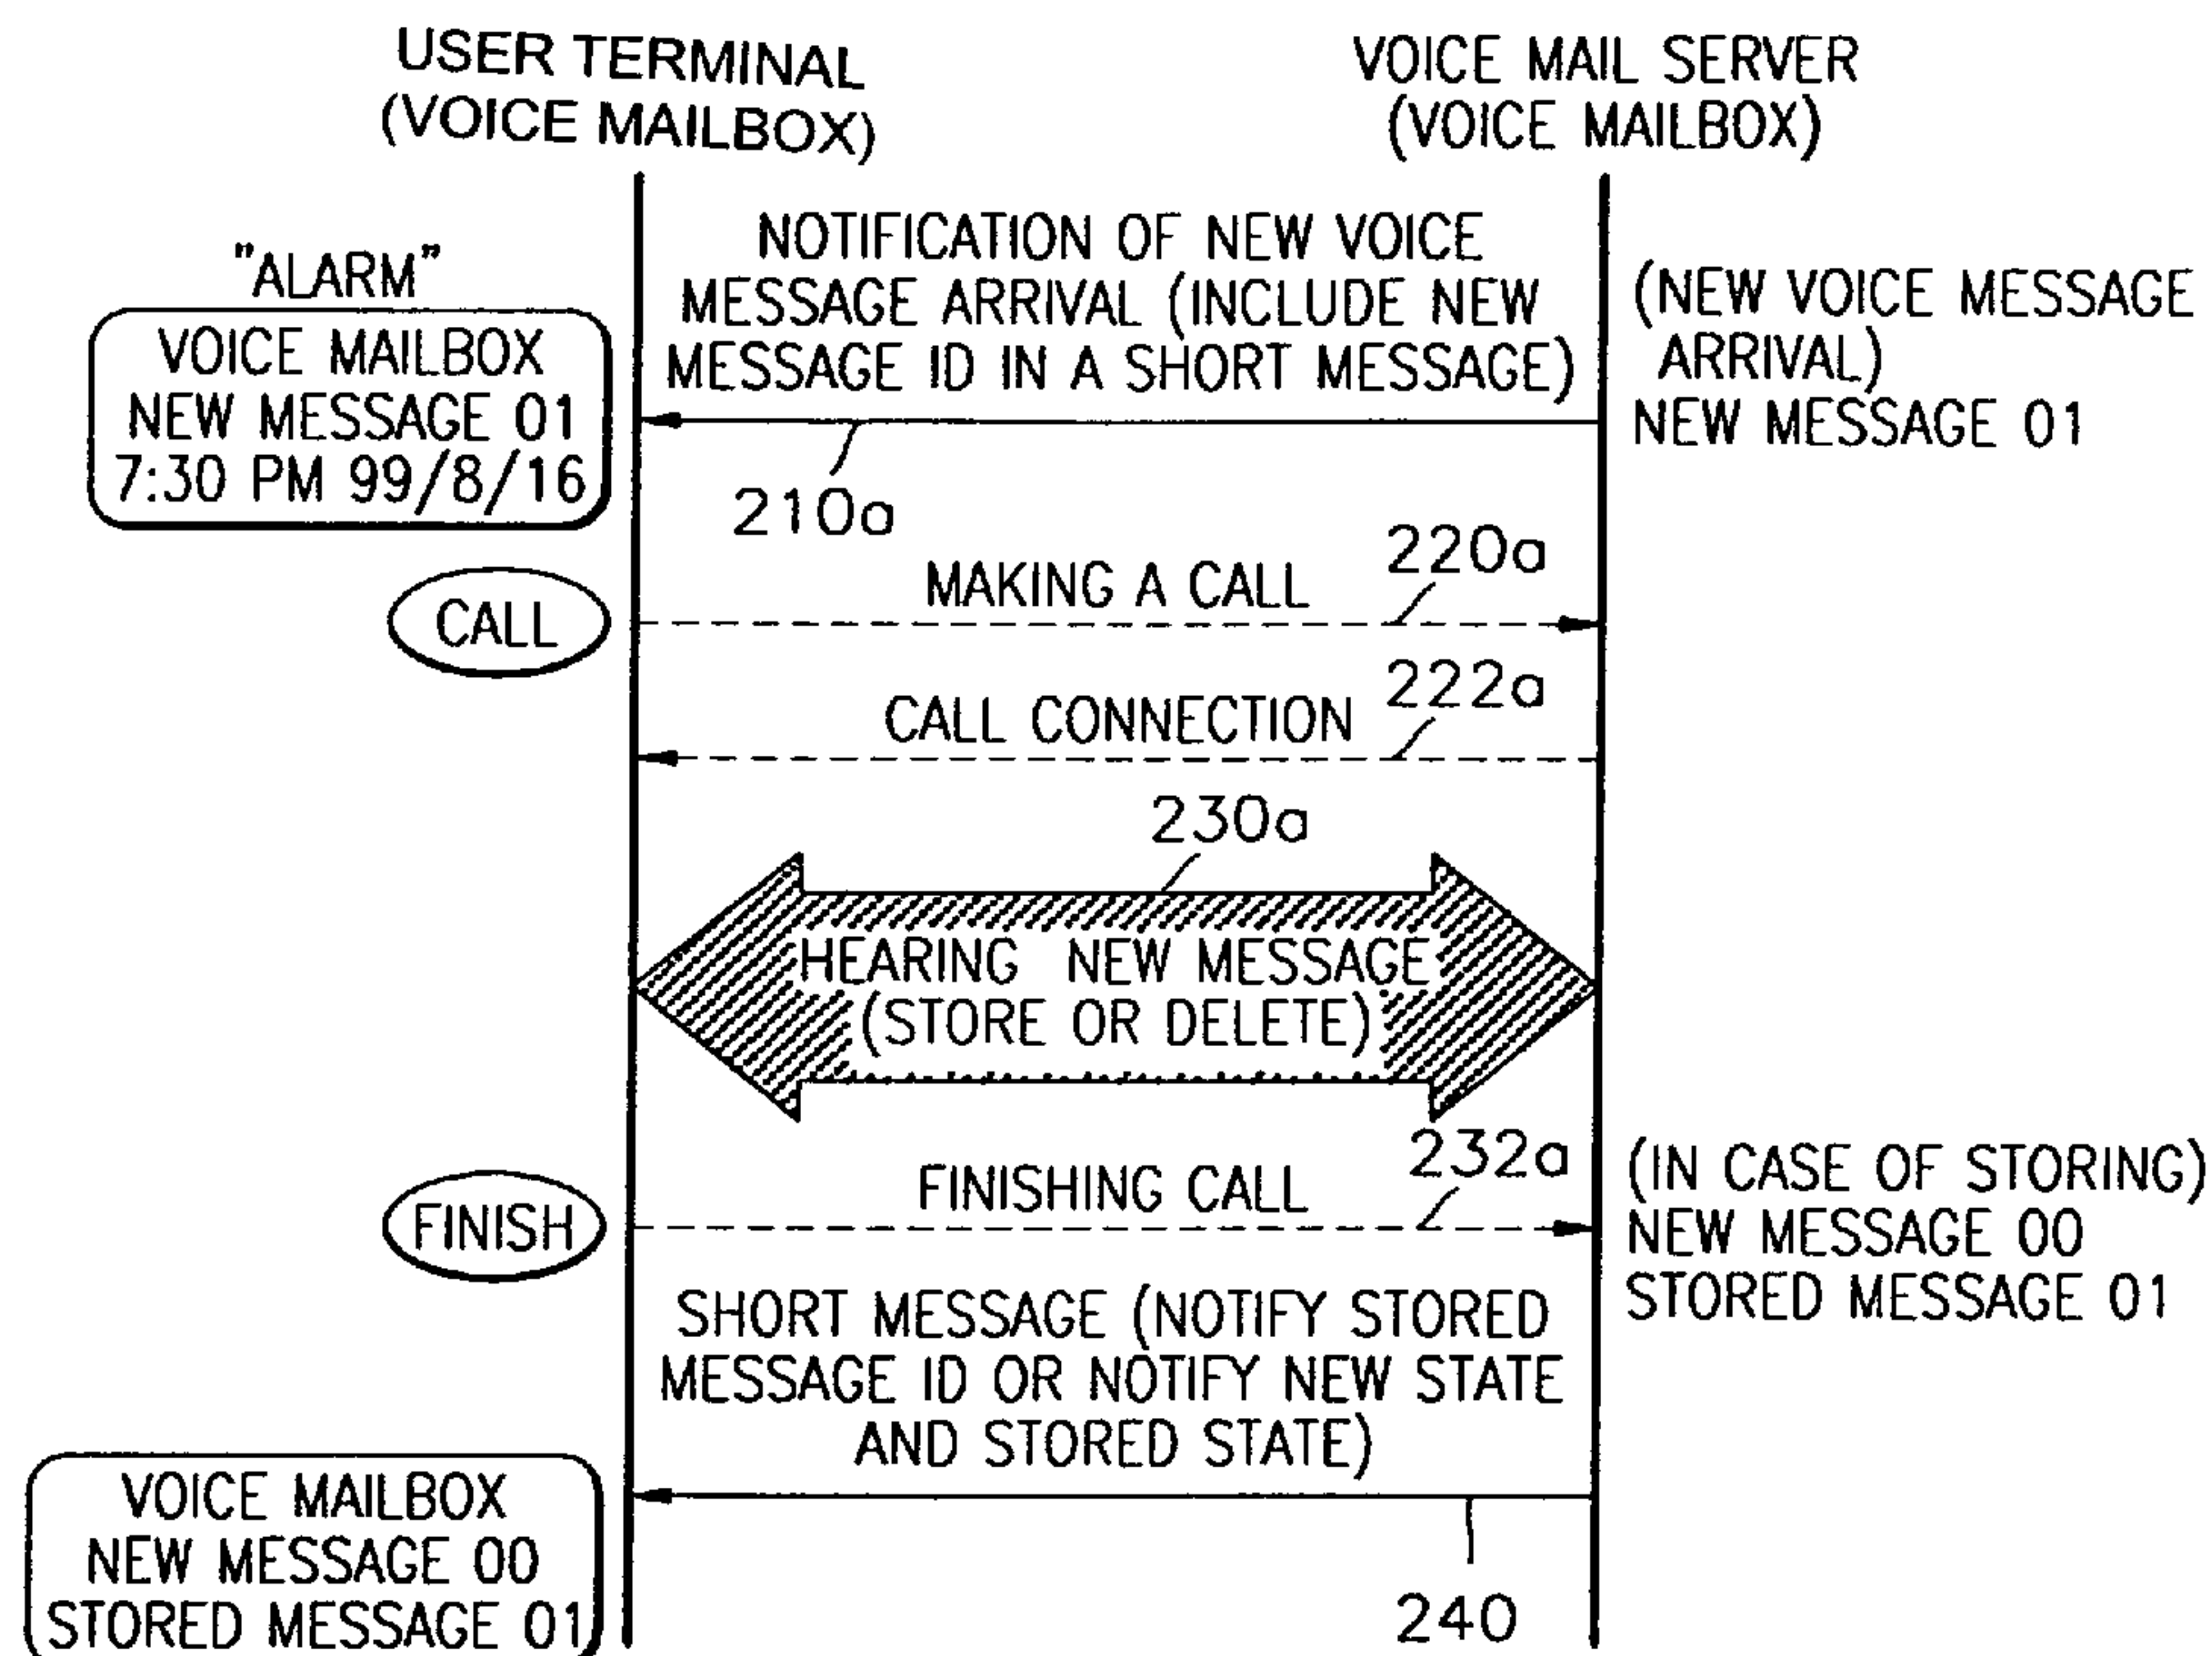 USER TERMINAL
(VOICE MAILBOX)
VOICE MAIL SERVER
(VOICE MAILBOX)
"ALARM"
VOICE MAILBOX
NEW MESSAGE 01
7:30 PM 99/8/16
NOTIFICATION OF NEW VOICE
MESSAGE ARRIVAL (INCLUDE NEW
MESSAGE ID IN A SHORT MESSAGE)
(NEW VOICE MESSAGE
ARRIVAL)
NEW MESSAGE 01
210a
220a
CALL
MAKING A CALL
222a
CALL CONNECTION
230a
HEARING NEW MESSAGE
(STORE OR DELETE)
232a
FINISH
FINISHING CALL
(IN CASE OF STORING)
NEW MESSAGE 00
STORED MESSAGE 01
SHORT MESSAGE (NOTIFY STORED
MESSAGE ID OR NOTIFY NEW STATE
AND STORED STATE)
VOICE MAILBOX
NEW MESSAGE 00
STORED MESSAGE 01
240